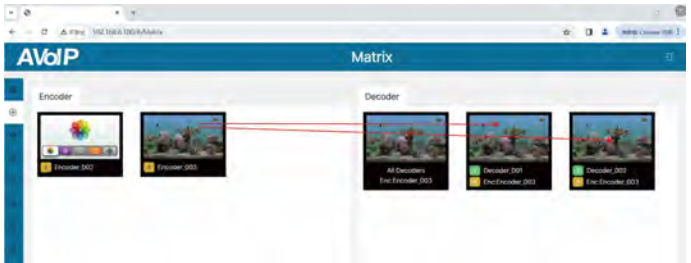 AVoIP
Matrix
Encoder
Decoder
Encoder_002
Encoder_003
All Decoders
Enc:Encoder_003
Decoder_001
Enc:Encoder_003
Decoder_002
Enc:Encoder_003